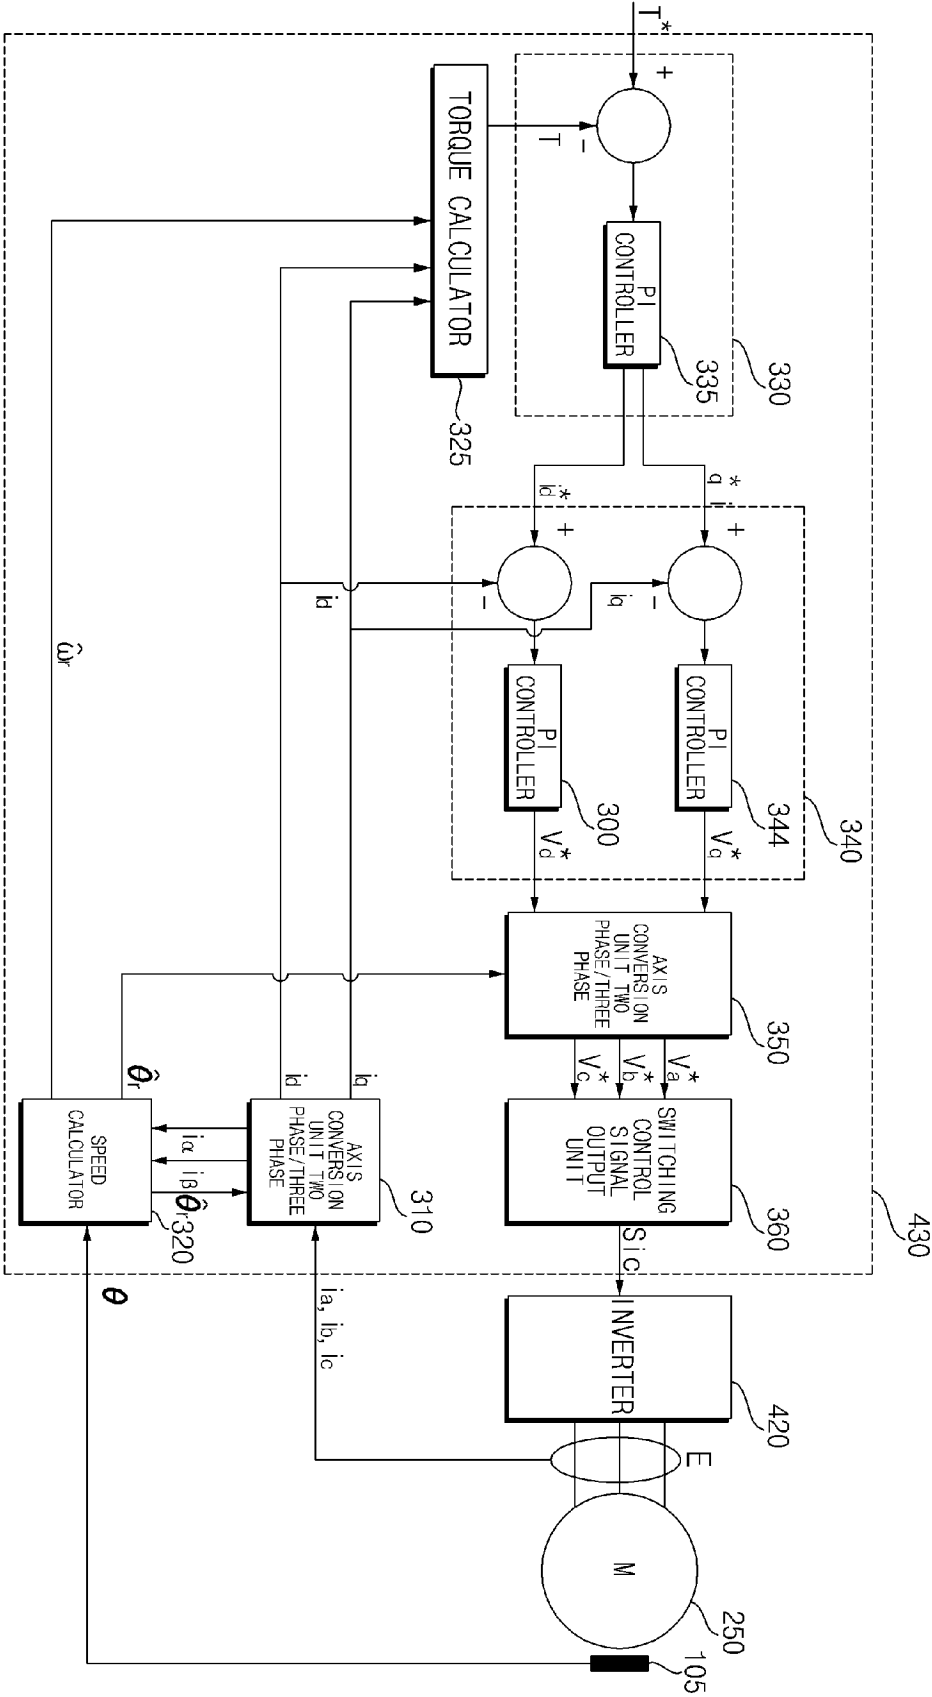 T*
+
-
T
TORQUE CALCULATOR
325
PI
CONTROLLER
335
330
*
q i
id*
+
+
-
-
iq
id
ω̂r
PI
CONTROLLER
344
PI
CONTROLLER
300
340
Vq*
Vd*
AXIS
CONVERSION
UNIT TWO
PHASE/THREE
PHASE
350
Va*
Vb*
Vc*
SWITCHING
CONTROL
SIGNAL
OUTPUT
UNIT
360
430
Sic
INVERTER
420
E
M
250
105
θ̂r
id
iq
SPEED
CALCULATOR
320
iα
iβ
θ̂r
AXIS
CONVERSION
UNIT TWO
PHASE/THREE
PHASE
310
ia, ib, ic
θ